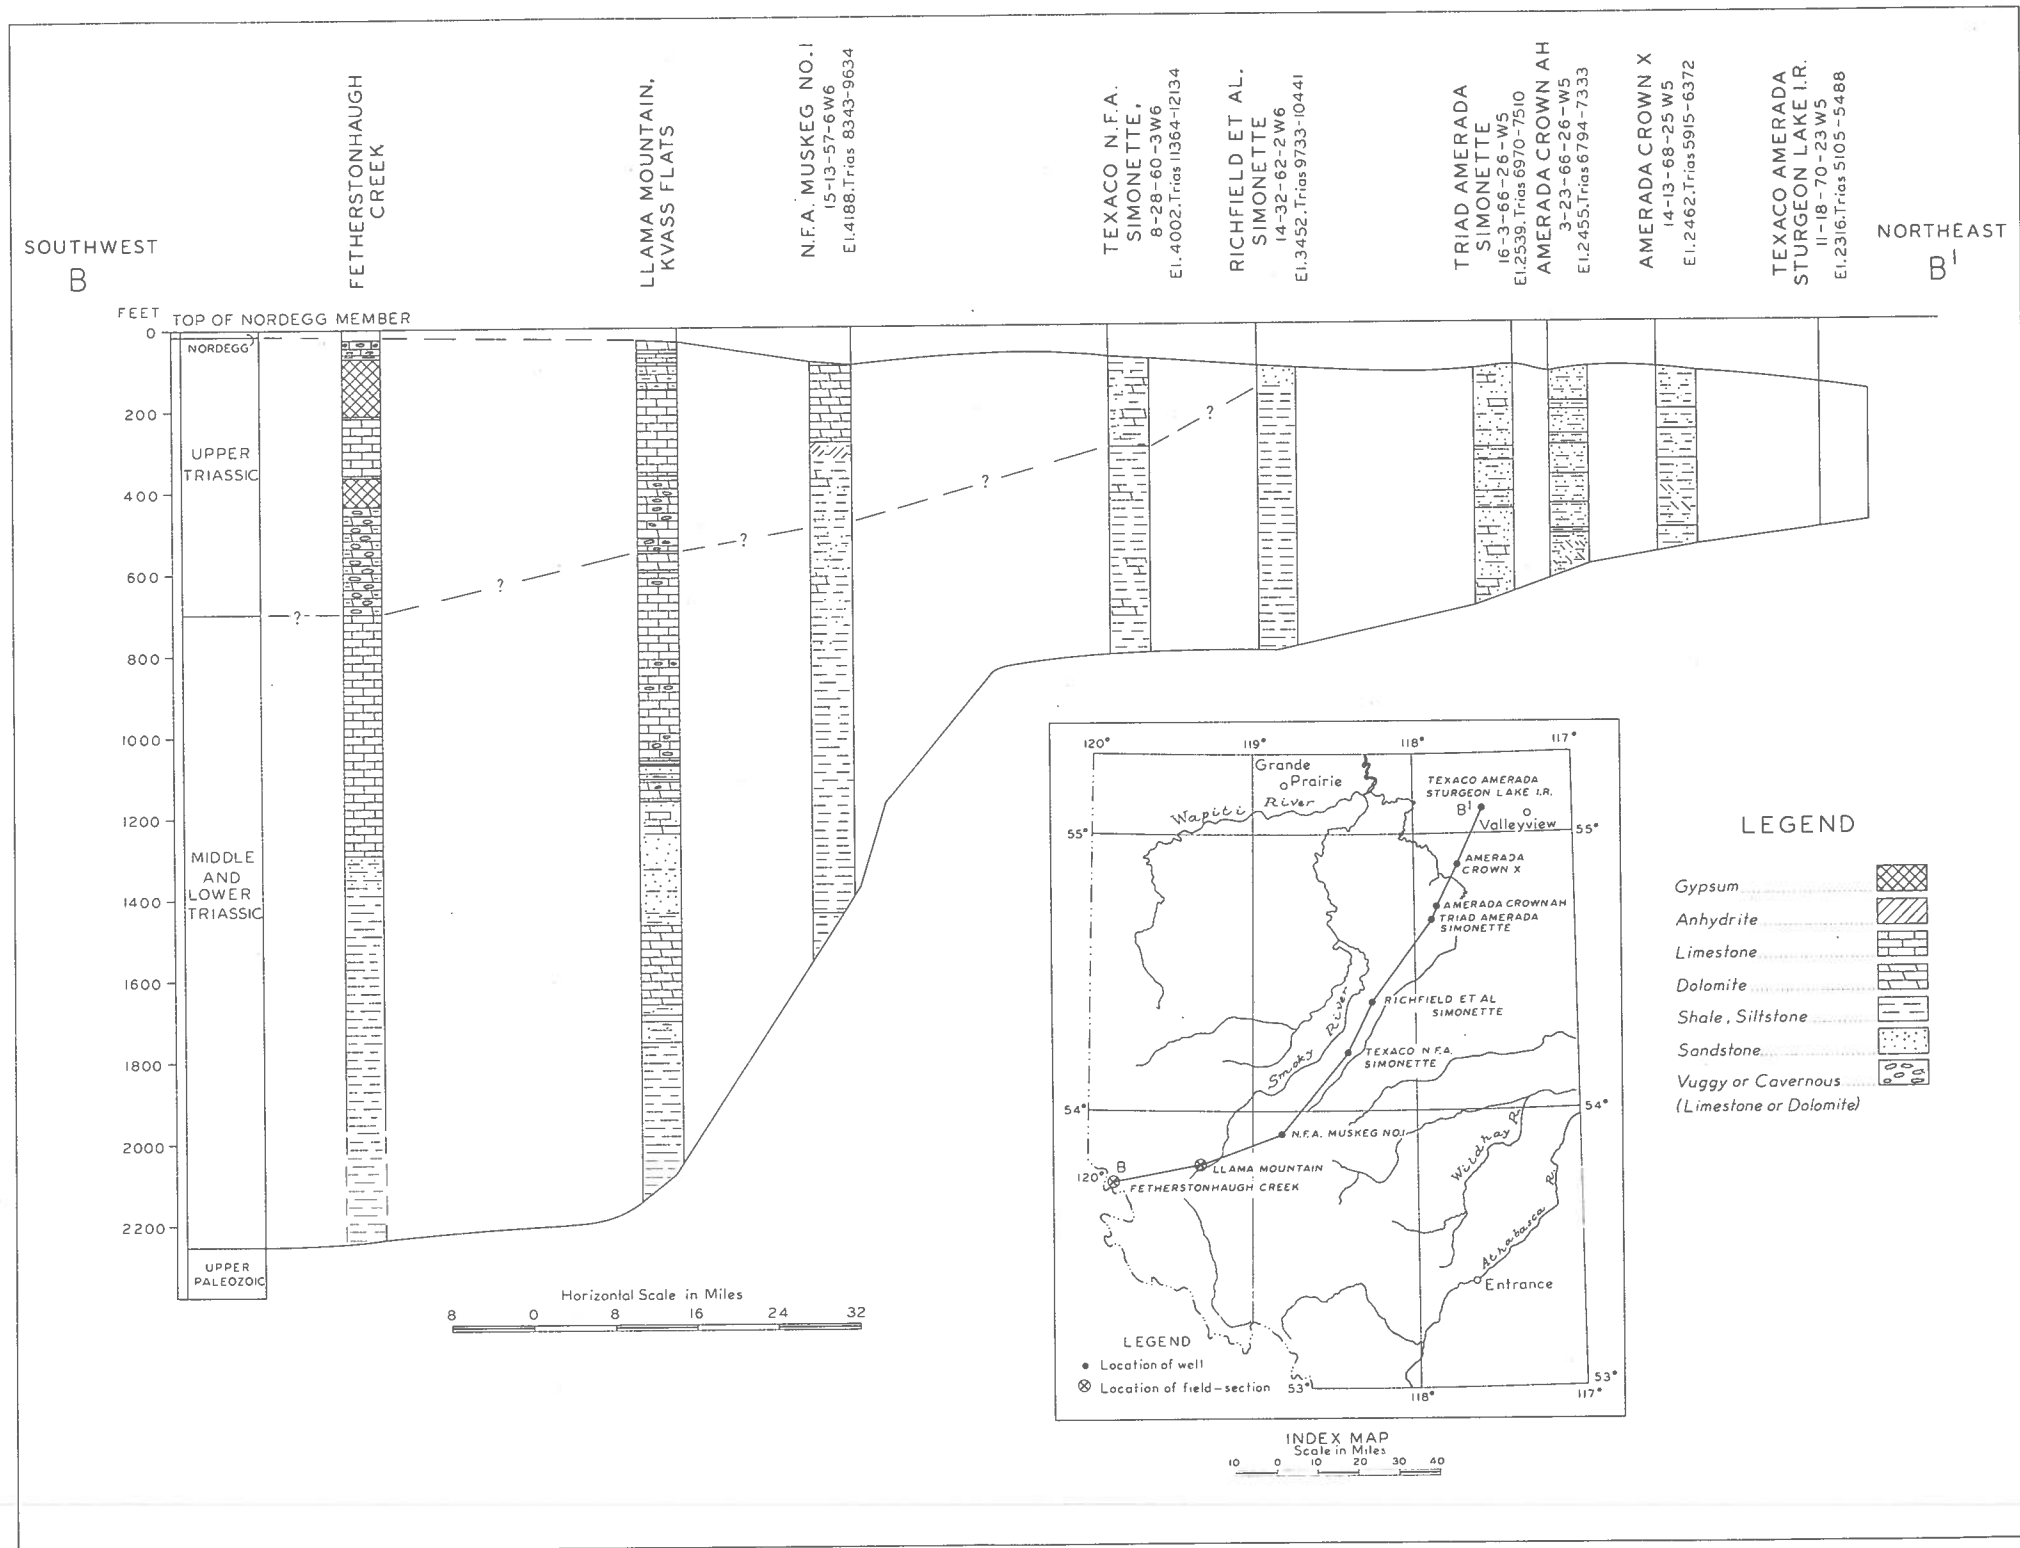 SOUTHWEST
B
FETHERSTONHAUGH
CREEK
LLAMA MOUNTAIN,
KVASS FLATS
N.F.A. MUSKEG NO. 1
15-13-57-6W6
El.4188.Trias 8343-9634
TEXACO N.F.A.
SIMONETTE,
8-28-60-3W6
El.4002.Trias 11364-12134
RICHFIELD ET AL.
SIMONETTE
14-32-62-2W6
El.3452.Trias 9733-10441
TRIAD AMERADA
SIMONETTE
16-3-66-26-W5
El.2539.Trias 6970-7510
AMERADA CROWN AH
3-23-66-26-W5
El.2455.Trias 6794-7333
AMERADA CROWN X
14-13-68-25 W5
El.2462.Trias 5915-6372
TEXACO AMERADA
STURGEON LAKE I.R.
11-18-70-23 W5
El.2316.Trias 5105-5488
NORTHEAST
B'
FEET
TOP OF NORDEGG MEMBER
0
NORDEGG
200
UPPER
TRIASSIC
400
600
800
1000
1200
MIDDLE
AND
LOWER
TRIASSIC
1400
1600
1800
2000
2200
UPPER
PALEOZOIC
?
?
?
?
?
Horizontal Scale in Miles
8 0 8 16 24 32
120° 119° 118° 117°
Grande
Prairie
Wapiti River
TEXACO AMERADA
STURGEON LAKE I.R.
B'
Valleyview
55° 55°
AMERADA
CROWN X
AMERADA CROWN AH
TRIAD AMERADA
SIMONETTE
RICHFIELD ET AL
SIMONETTE
Smoky River
TEXACO N.F.A.
SIMONETTE
54° 54°
N.F.A. MUSKEG NO.1
Wildhay R.
B
LLAMA MOUNTAIN
120°
FETHERSTONHAUGH CREEK
Athabasca R.
Entrance
LEGEND
Location of well
Location of field-section
53° 53°
118° 117°
INDEX MAP
Scale in Miles
10 0 10 20 30 40
LEGEND
Gypsum
Anhydrite
Limestone
Dolomite
Shale, Siltstone
Sandstone
Vuggy or Cavernous
(Limestone or Dolomite)